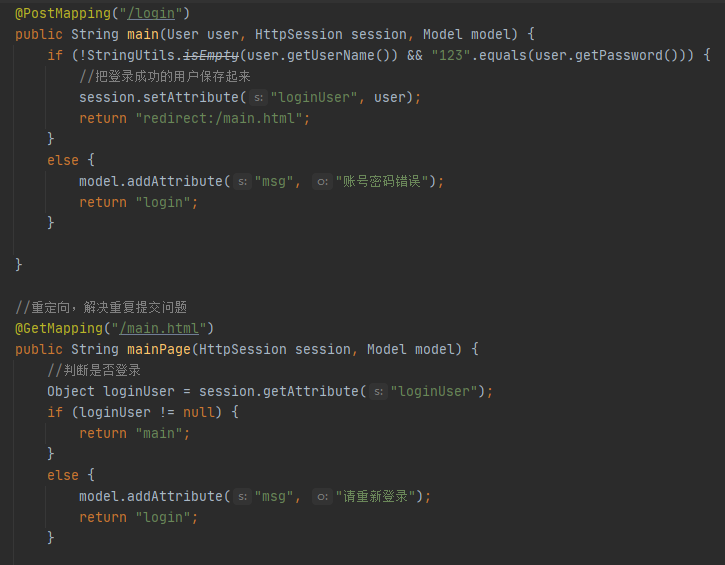 @PostMapping("/login")
public String main(User user, HttpSession session, Model model) {
    if (!StringUtils.isEmpty(user.getUserName()) && "123".equals(user.getPassword())) {
        //把登录成功的用户保存起来
        session.setAttribute( s: "loginUser", user);
        return "redirect:/main.html";
    }
    else {
        model.addAttribute( s: "msg", o: "账号密码错误");
        return "login";
    }
}
//重定向，解决重复提交问题
@GetMapping("/main.html")
public String mainPage(HttpSession session, Model model) {
    //判断是否登录
    Object loginUser = session.getAttribute( s: "loginUser");
    if (loginUser != null) {
        return "main";
    }
    else {
        model.addAttribute( s: "msg", o: "请重新登录");
        return "login";
    }